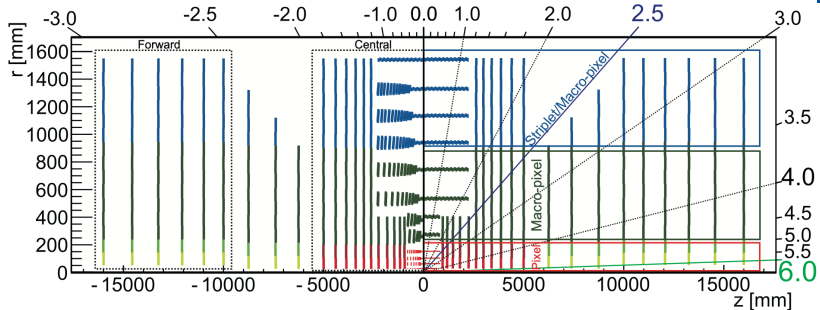 -3.0 -2.5 -2.0 -1.0 0.0 1.0 2.0 2.5 3.0
Forward Central
r [mm]
1600
1400
1200
1000
800
600
400
200
0
Striplet/Macro-pixel
Macro-pixel
Pixel
3.5
4.0
4.5
5.0
5.5
6.0
-15000 -10000 -5000 0 5000 10000 15000
z [mm]